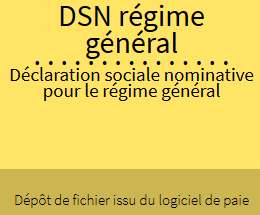 DSN régime
général
Déclaration sociale nominative
pour le régime général
Dépôt de fichier issu du logiciel de paie